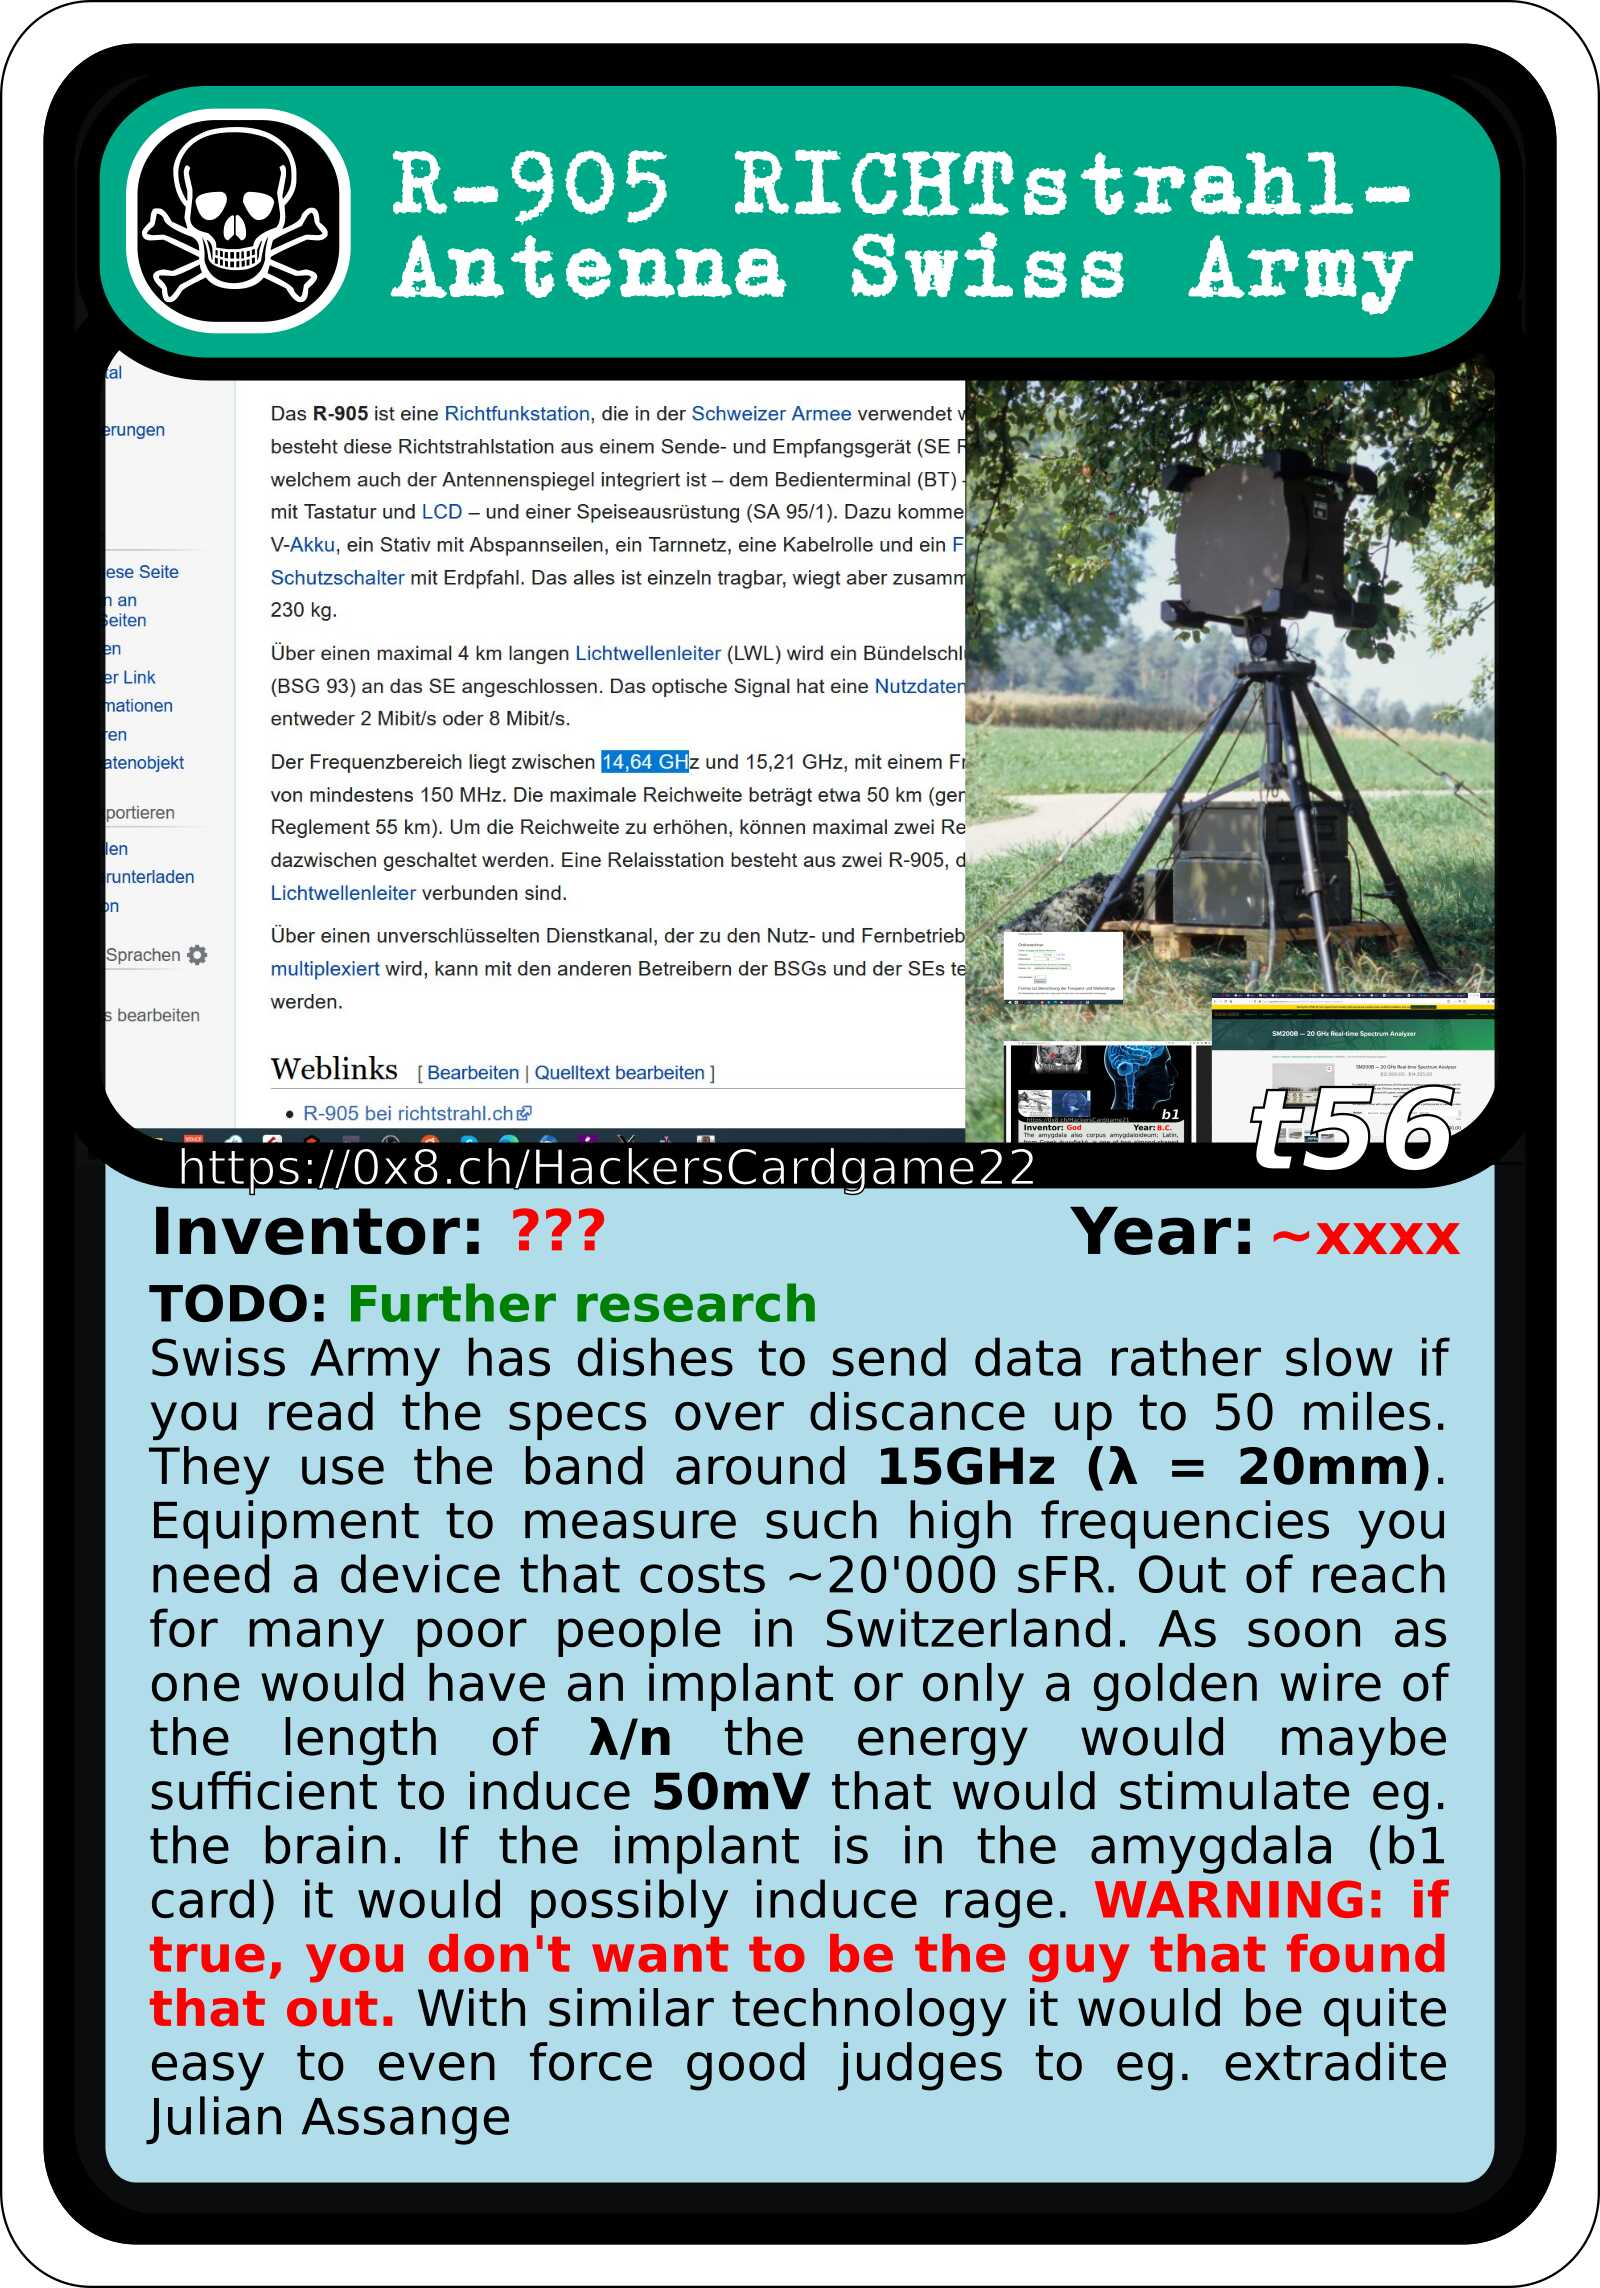 R-905 RICHTstrahl-
Antenna Swiss Army
tal
erungen
ese Seite
n an
Seiten
en
er Link
mationen
ren
atenobjekt
portieren
len
runterladen
on
Sprachen
s bearbeiten
Das R-905 ist eine Richtfunkstation, die in der Schweizer Armee verwendet w
besteht diese Richtstrahlstation aus einem Sende- und Empfangsgerät (SE R
welchem auch der Antennenspiegel integriert ist – dem Bedienterminal (BT) -
mit Tastatur und LCD – und einer Speiseausrüstung (SA 95/1). Dazu komme
V-Akku, ein Stativ mit Abspannseilen, ein Tarnnetz, eine Kabelrolle und ein F
Schutzschalter mit Erdpfahl. Das alles ist einzeln tragbar, wiegt aber zusamm
230 kg.
Über einen maximal 4 km langen Lichtwellenleiter (LWL) wird ein Bündelschl
(BSG 93) an das SE angeschlossen. Das optische Signal hat eine Nutzdaten
entweder 2 Mibit/s oder 8 Mibit/s.
Der Frequenzbereich liegt zwischen 14,64 GHz und 15,21 GHz, mit einem Fr
von mindestens 150 MHz. Die maximale Reichweite beträgt etwa 50 km (ger
Reglement 55 km). Um die Reichweite zu erhöhen, können maximal zwei Re
dazwischen geschaltet werden. Eine Relaisstation besteht aus zwei R-905, d
Lichtwellenleiter verbunden sind.
Über einen unverschlüsselten Dienstkanal, der zu den Nutz- und Fernbetrieb
multiplexiert wird, kann mit den anderen Betreibern der BSGs und der SEs te
werden.
Weblinks [ Bearbeiten | Quelltext bearbeiten ]
• R-905 bei richtstrahl.ch
SM200B — 20 GHz Real-time Spectrum Analyzer
SM200B — 20 GHz Real-time Spectrum Analyzer
b1
Inventor: God Year: B.C.
The amygdala also corpus amygdaloideum; Latin,
t56
https://0x8.ch/HackersCardgame22
Inventor: ??? Year: ~xxxx
TODO: Further research
Swiss Army has dishes to send data rather slow if
you read the specs over discance up to 50 miles.
They use the band around 15GHz (λ = 20mm).
Equipment to measure such high frequencies you
need a device that costs ~20'000 sFR. Out of reach
for many poor people in Switzerland. As soon as
one would have an implant or only a golden wire of
the length of λ/n the energy would maybe
sufficient to induce 50mV that would stimulate eg.
the brain. If the implant is in the amygdala (b1
card) it would possibly induce rage. WARNING: if
true, you don't want to be the guy that found
that out. With similar technology it would be quite
easy to even force good judges to eg. extradite
Julian Assange